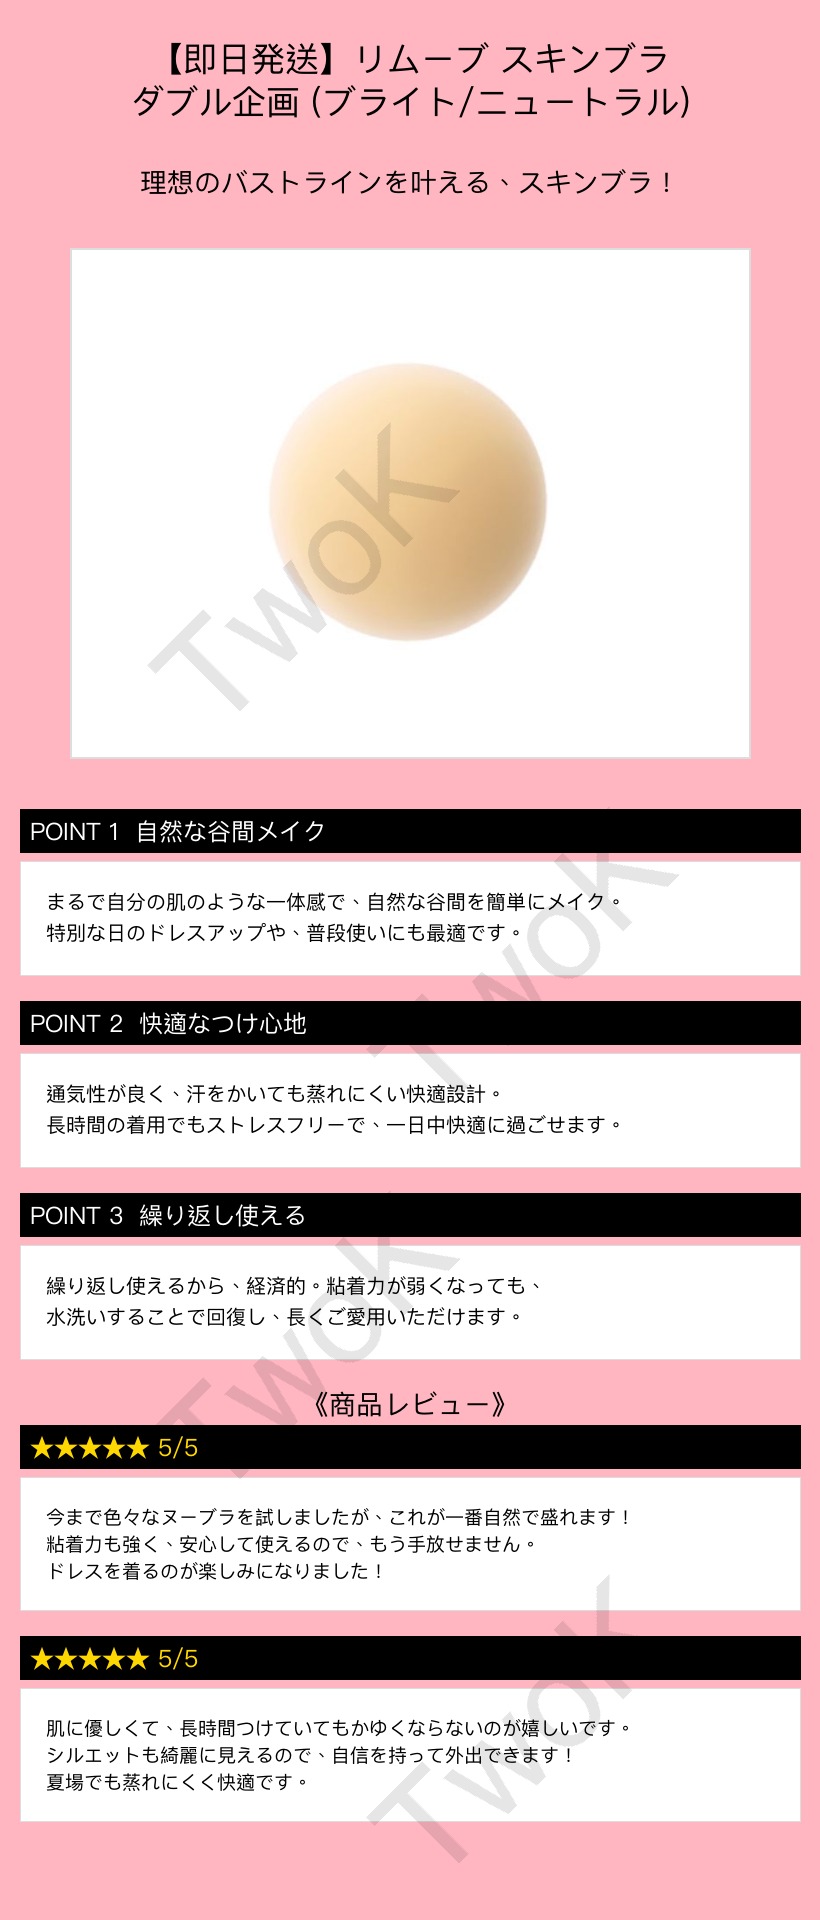 【即日発送】リムーブ スキンブラ
ダブル企画 (ブライト/ニュートラル)
理想のバストラインを叶える、スキンブラ！
TwoK
POINT 1 自然な谷間メイク
まるで自分の肌のような一体感で、自然な谷間を簡単にメイク。
特別な日のドレスアップや、普段使いにも最適です。
TwoK
POINT 2 快適なつけ心地
通気性が良く、汗をかいても蒸れにくい快適設計。
長時間の着用でもストレスフリーで、一日中快適に過ごせます。
POINT 3 繰り返し使える
繰り返し使えるから、経済的。粘着力が弱くなっても、
水洗いすることで回復し、長くご愛用いただけます。
TwoK
《商品レビュー》
★★★★★ 5/5
今まで色々なヌーブラを試しましたが、これが一番自然で盛れます！
粘着力も強く、安心して使えるので、もう手放せません。
ドレスを着るのが楽しみになりました！
★★★★★ 5/5
肌に優しくて、長時間つけていてもかゆくならないのが嬉しいです。
シルエットも綺麗に見えるので、自信を持って外出できます！
夏場でも蒸れにくく快適です。
TwoK